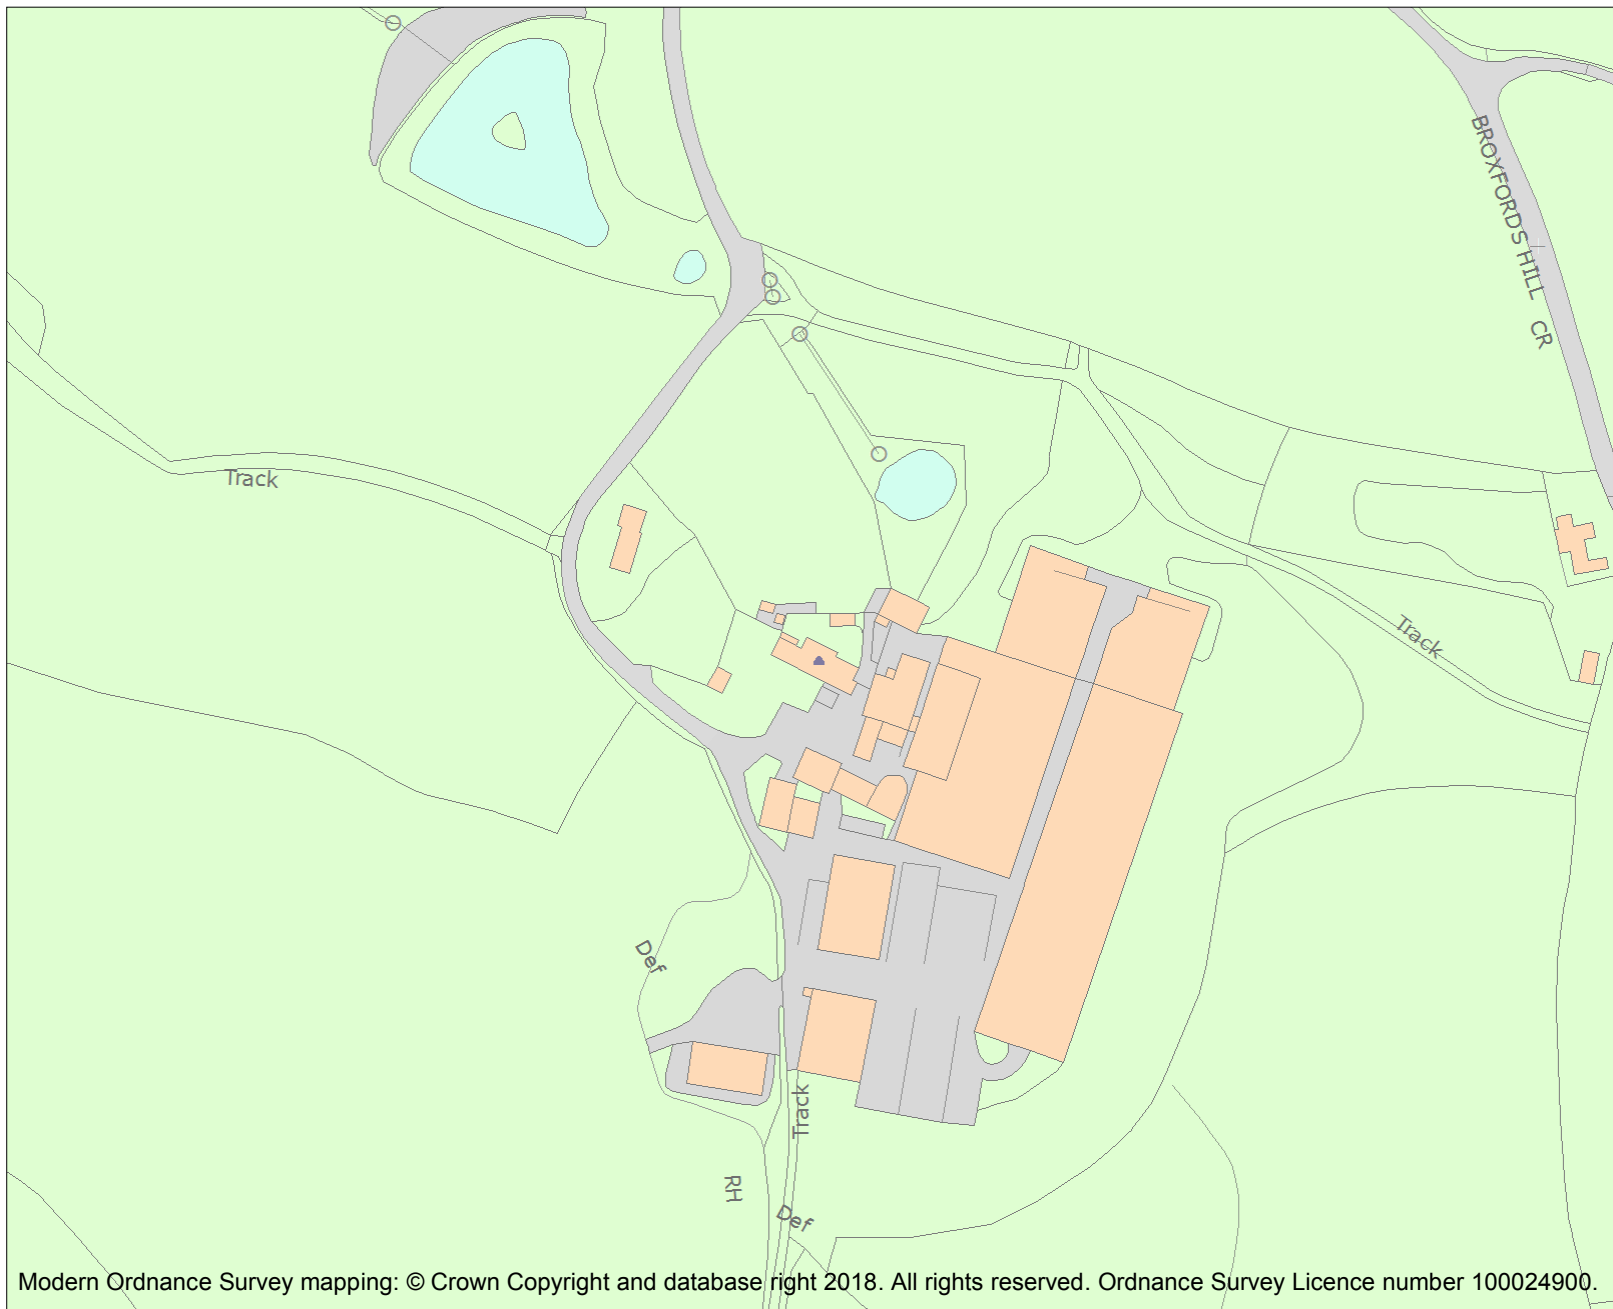 BROXFORDS HILL CR
Track
Track
Def
Track
RH
Def
Modern Ordnance Survey mapping: © Crown Copyright and database right 2018. All rights reserved. Ordnance Survey Licence number 100024900.